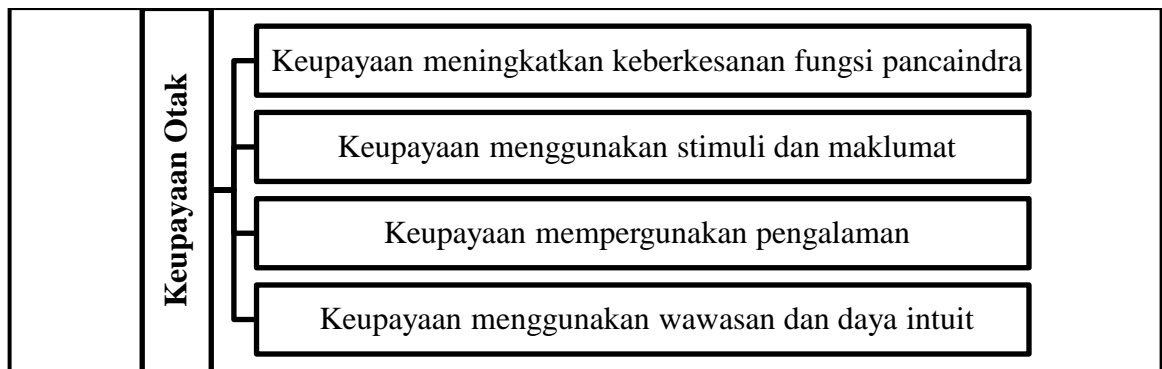 Keupayaan Otak
Keupayaan meningkatkan keberkesanan fungsi pancaindra
Keupayaan menggunakan stimuli dan maklumat
Keupayaan mempergunakan pengalaman
Keupayaan menggunakan wawasan dan daya intuit